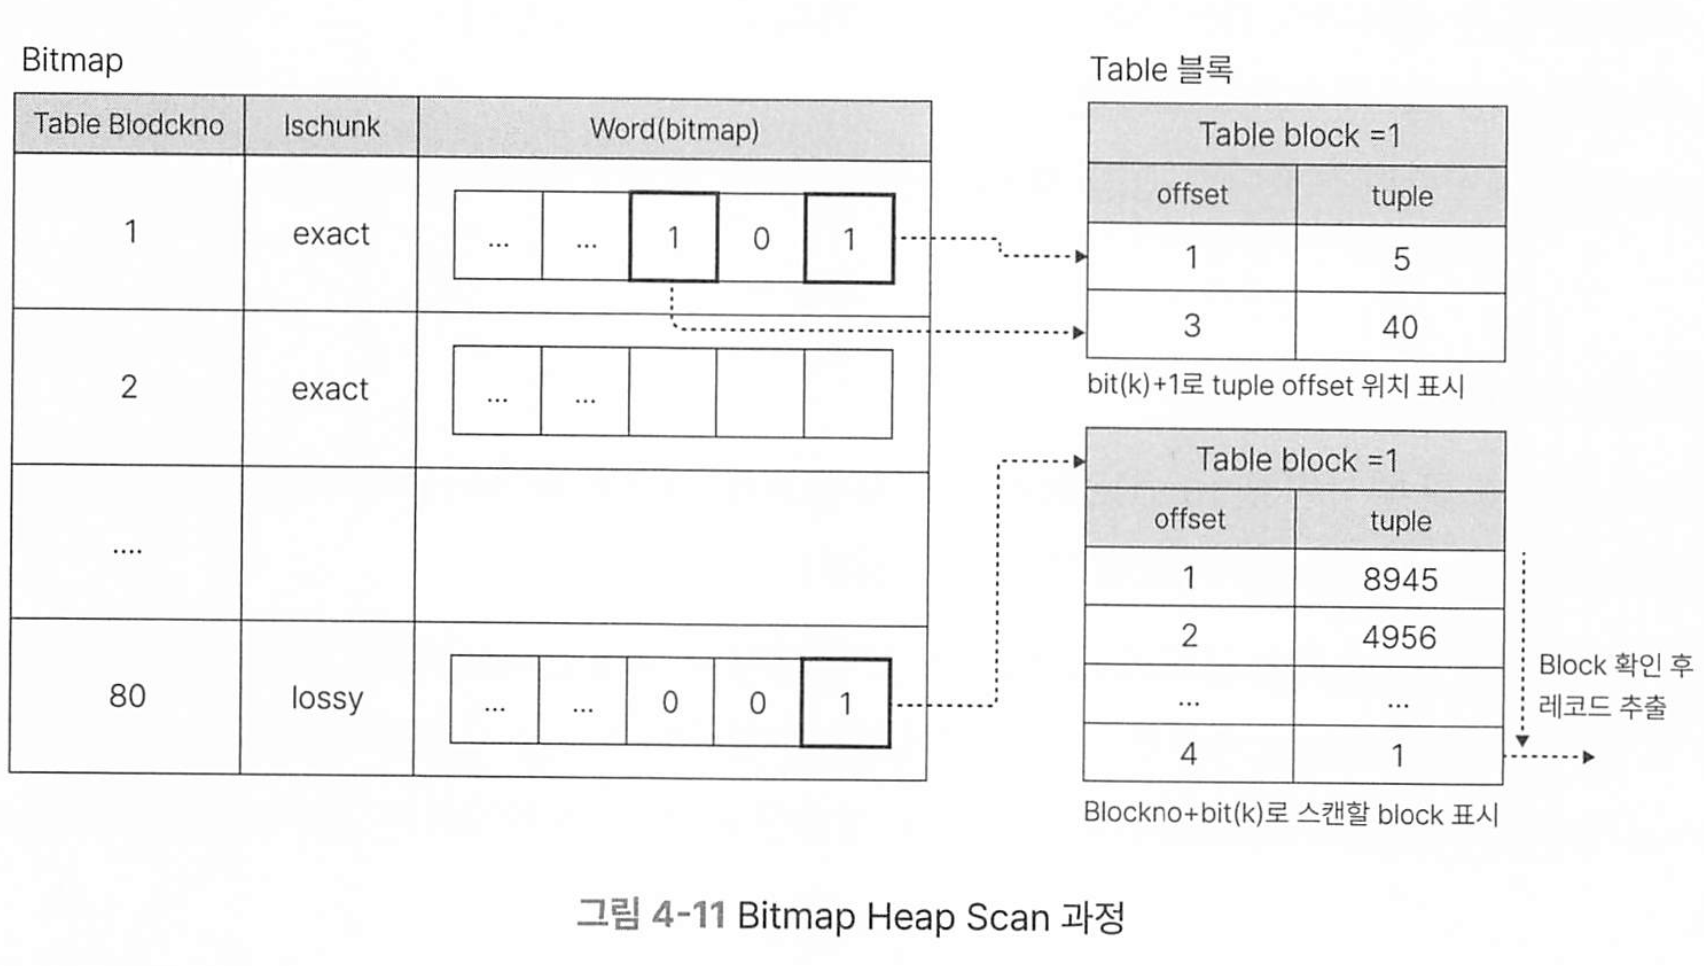 Bitmap
Table Blodckno Ischunk Word(bitmap)
1 exact ... ... 1 0 1
2 exact ... ...
....
80 lossy ... ... 0 0 1
Table 블록
Table block =1
offset tuple
1 5
3 40
bit(k)+1로 tuple offset 위치 표시
Table block =1
offset tuple
1 8945
2 4956
... ...
4 1
Block 확인 후
레코드 추출
Blockno+bit(k)로 스캔할 block 표시
그림 4-11 Bitmap Heap Scan 과정